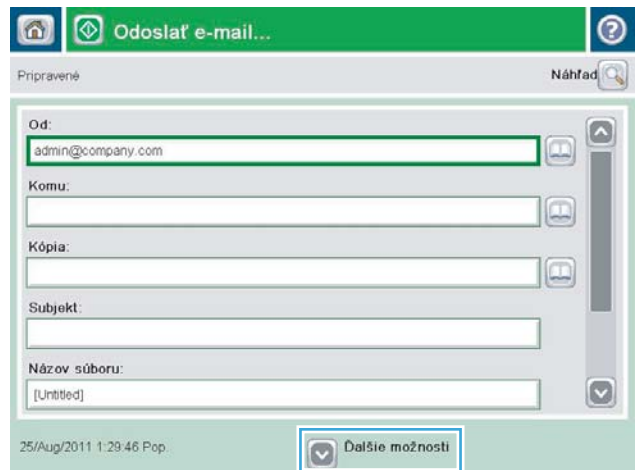 Odoslať e-mail...
Pripravené
Náhľad
Od:
admin@company.com
Komu:
Kópia:
Subjekt:
Názov súboru:
[Untitled]
25/Aug/2011 1:29:46 Pop.
Ďalšie možnosti